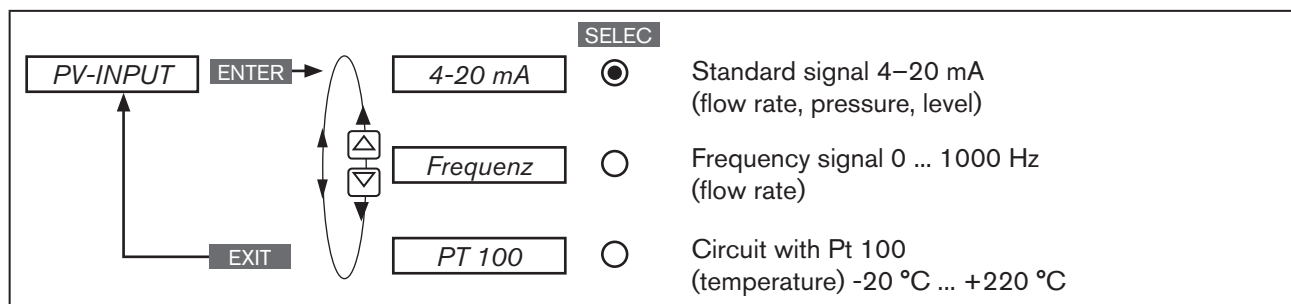 SELEC
PV-INPUT ENTER 4-20 mA Standard signal 4–20 mA
(flow rate, pressure, level)
Frequenz Frequency signal 0 ... 1000 Hz
(flow rate)
EXIT PT 100 Circuit with Pt 100
(temperature) -20 °C ... +220 °C